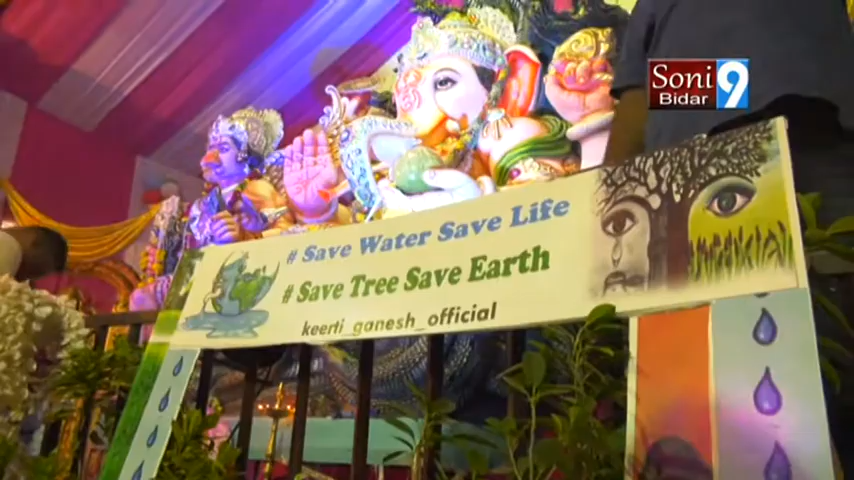 Soni 9
Bidar
# Save Water Save Life
# Save Tree Save Earth
keerti_ganesh_official